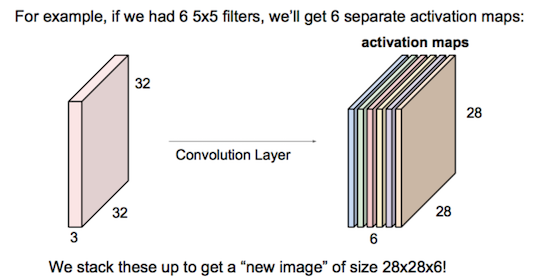 For example, if we had 6 5x5 filters, we'll get 6 separate activation maps:
activation maps
32
28
Convolution Layer
32
28
3
6
We stack these up to get a “new image” of size 28x28x6!